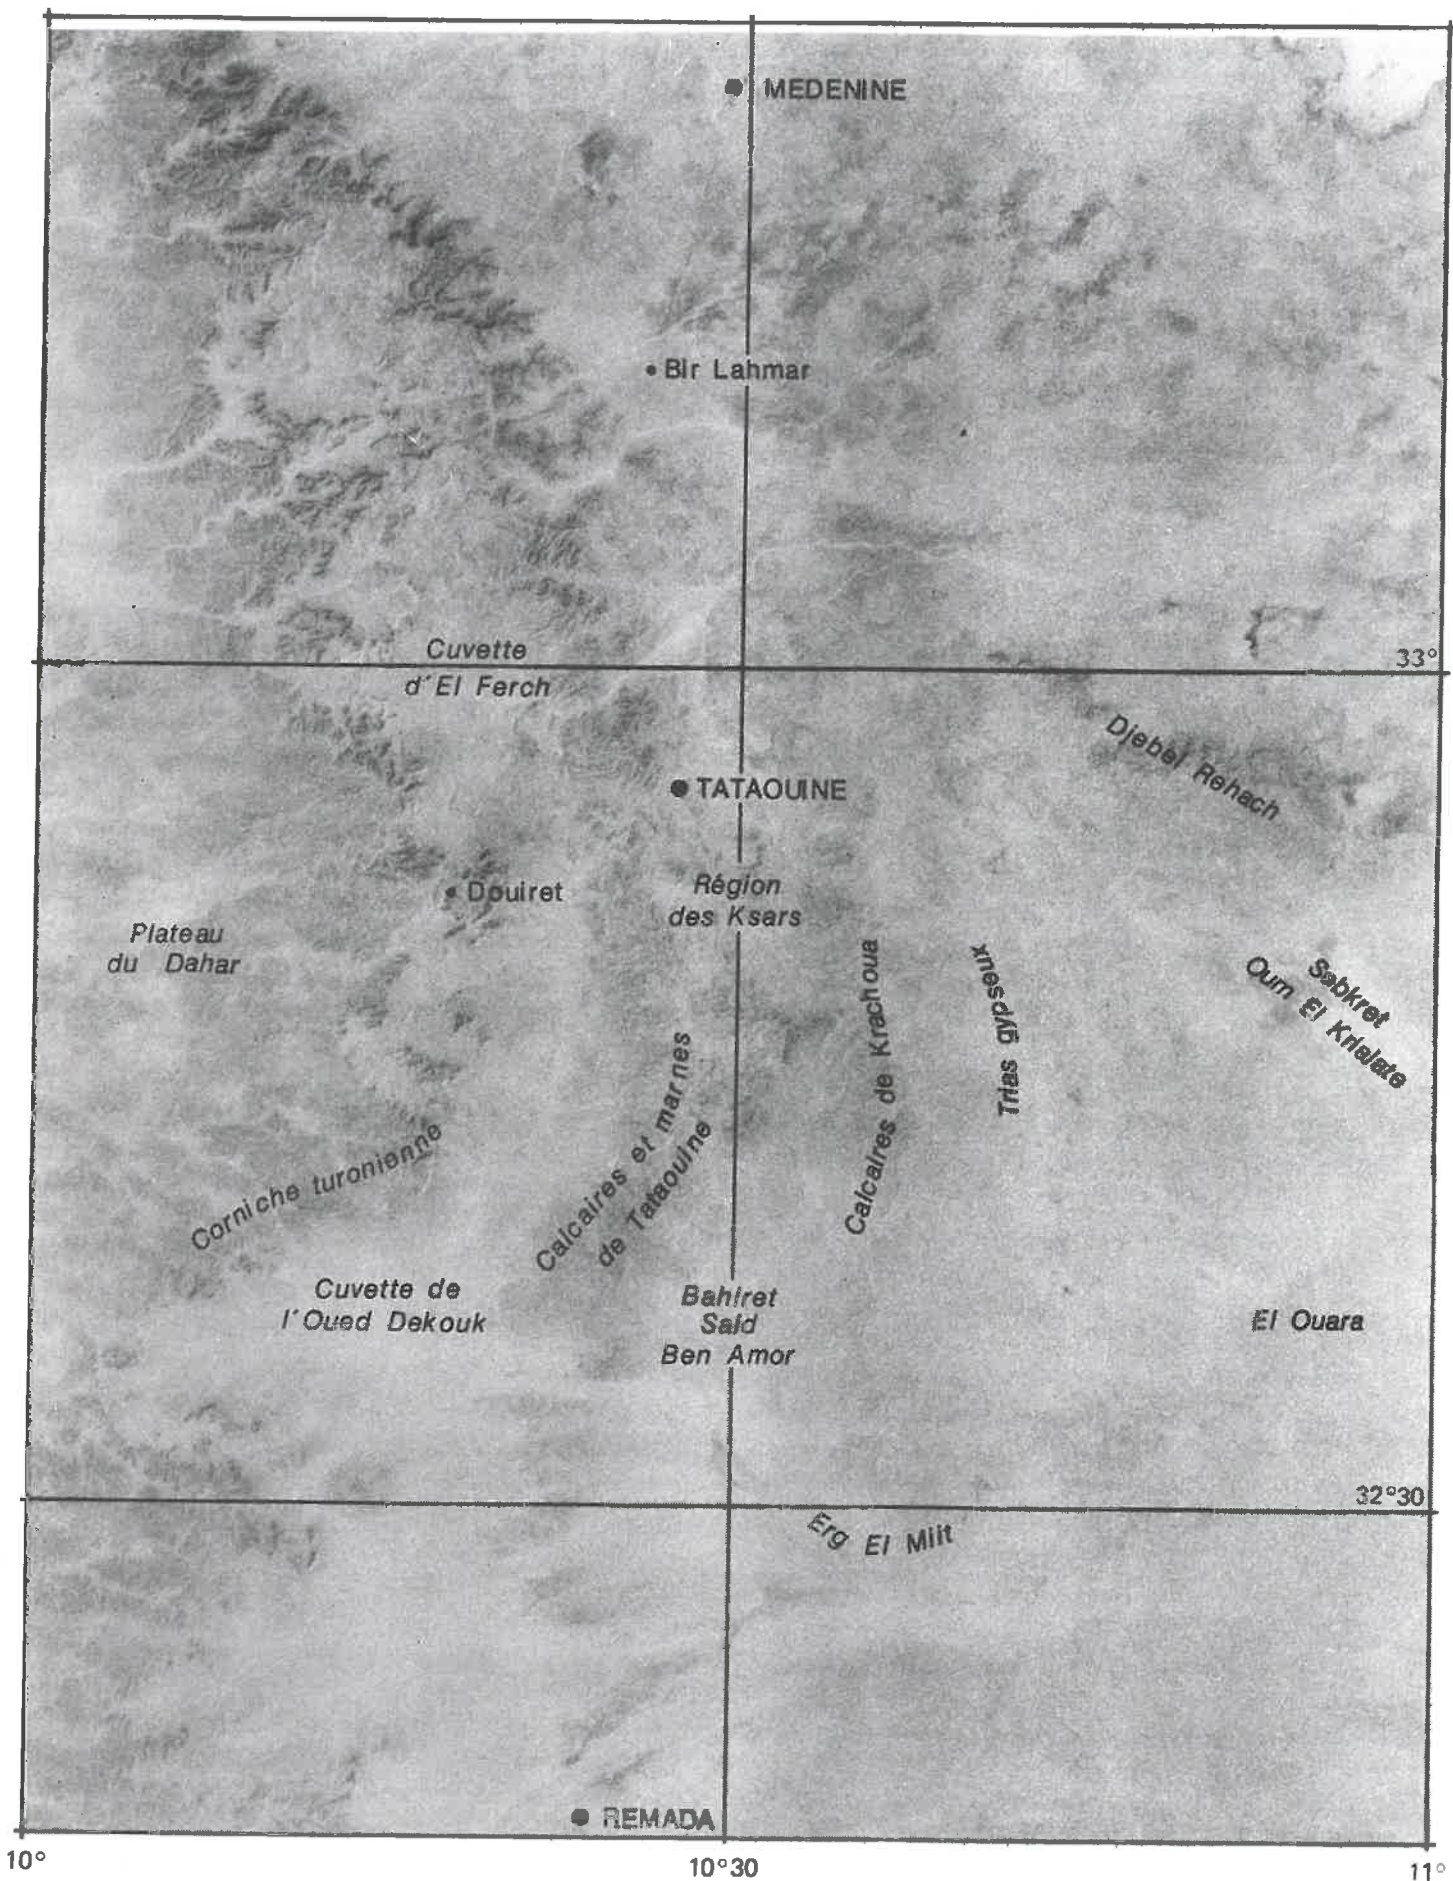 MEDENINE
Bir Lahmar
Cuvette
d'El Ferch
33°
Djebel Rehach
TATAOUINE
Douiret
Région
des Ksars
Plateau
du Dahar
Calcaires de Krachoua
Trias gypseux
Sabkret
Oum El Krialate
Calcaires et marnes
de Tataouine
Corniche turonienne
Cuvette de
l'Oued Dekouk
Bahiret
Said
Ben Amor
El Ouara
32°30
Erg El Miit
REMADA
10°
10°30
11°